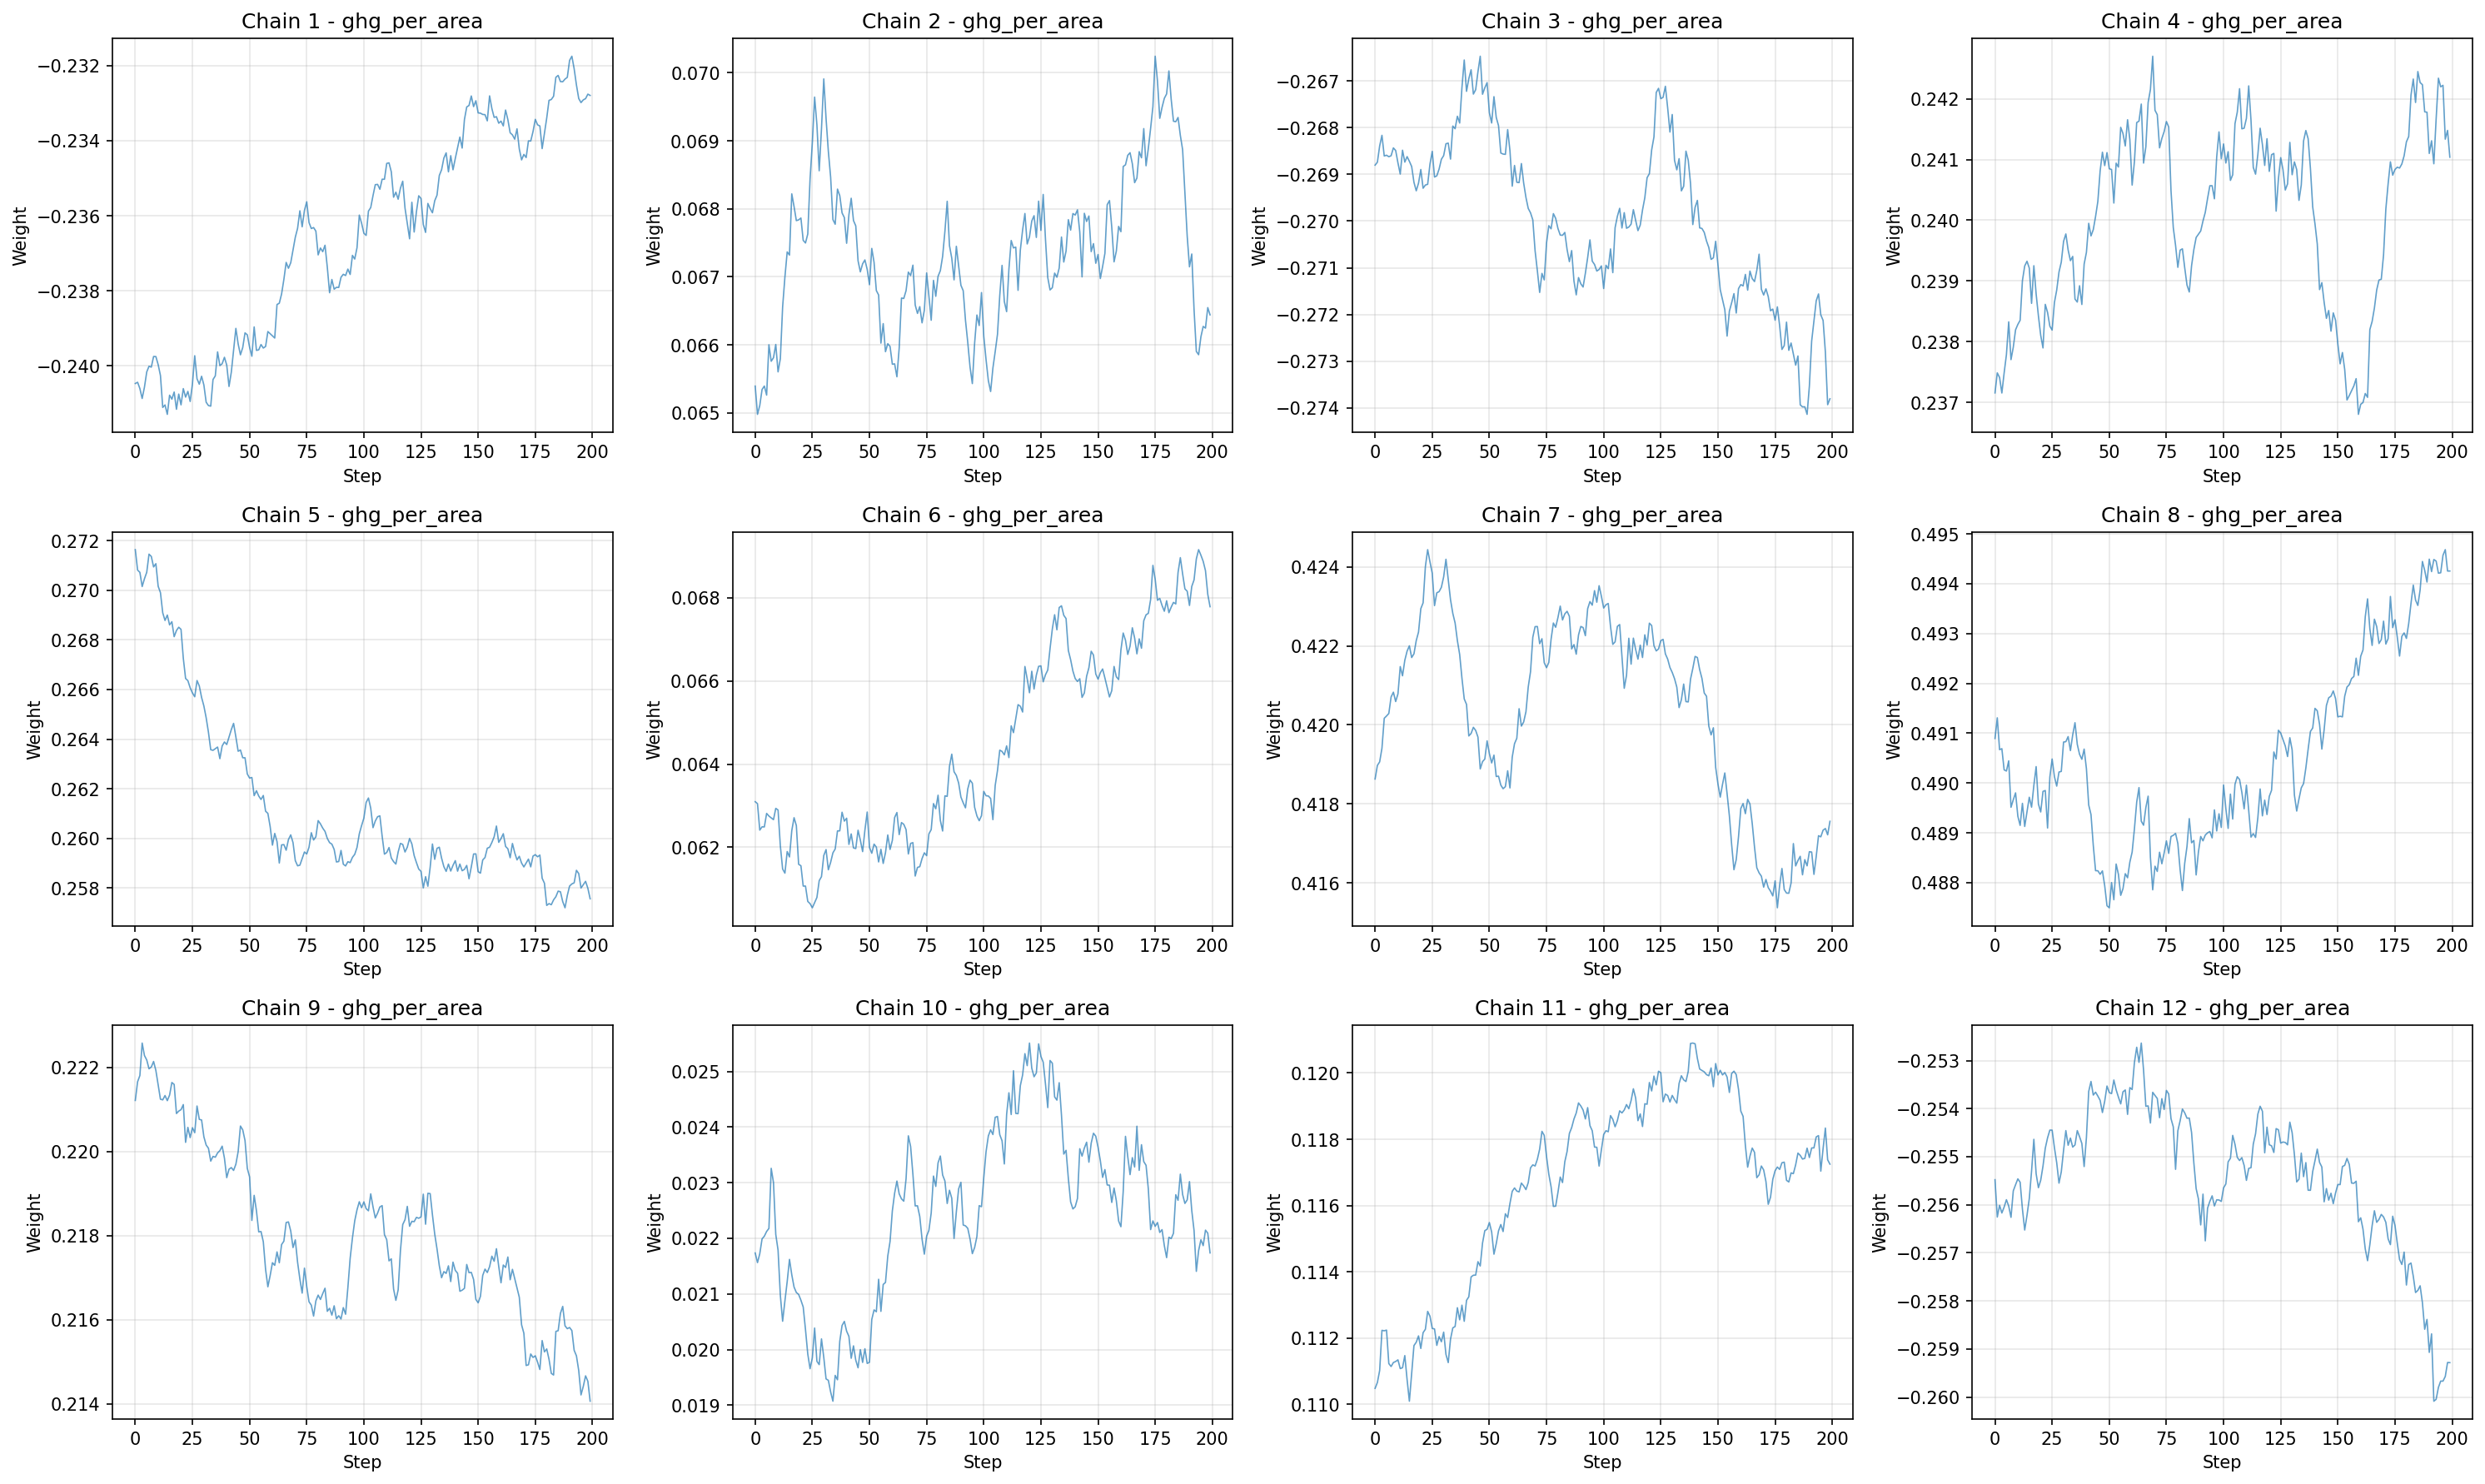 Chain 1 - ghg_per_area
Weight
−0.232
−0.234
−0.236
−0.238
−0.240
0 25 50 75 100 125 150 175 200
Step
Chain 2 - ghg_per_area
Weight
0.070
0.069
0.068
0.067
0.066
0.065
0 25 50 75 100 125 150 175 200
Step
Chain 3 - ghg_per_area
Weight
−0.267
−0.268
−0.269
−0.270
−0.271
−0.272
−0.273
−0.274
0 25 50 75 100 125 150 175 200
Step
Chain 4 - ghg_per_area
Weight
0.242
0.241
0.240
0.239
0.238
0.237
0 25 50 75 100 125 150 175 200
Step
Chain 5 - ghg_per_area
Weight
0.272
0.270
0.268
0.266
0.264
0.262
0.260
0.258
0 25 50 75 100 125 150 175 200
Step
Chain 6 - ghg_per_area
Weight
0.068
0.066
0.064
0.062
0 25 50 75 100 125 150 175 200
Step
Chain 7 - ghg_per_area
Weight
0.424
0.422
0.420
0.418
0.416
0 25 50 75 100 125 150 175 200
Step
Chain 8 - ghg_per_area
Weight
0.495
0.494
0.493
0.492
0.491
0.490
0.489
0.488
0 25 50 75 100 125 150 175 200
Step
Chain 9 - ghg_per_area
Weight
0.222
0.220
0.218
0.216
0.214
0 25 50 75 100 125 150 175 200
Step
Chain 10 - ghg_per_area
Weight
0.025
0.024
0.023
0.022
0.021
0.020
0.019
0 25 50 75 100 125 150 175 200
Step
Chain 11 - ghg_per_area
Weight
0.120
0.118
0.116
0.114
0.112
0.110
0 25 50 75 100 125 150 175 200
Step
Chain 12 - ghg_per_area
Weight
−0.253
−0.254
−0.255
−0.256
−0.257
−0.258
−0.259
−0.260
0 25 50 75 100 125 150 175 200
Step